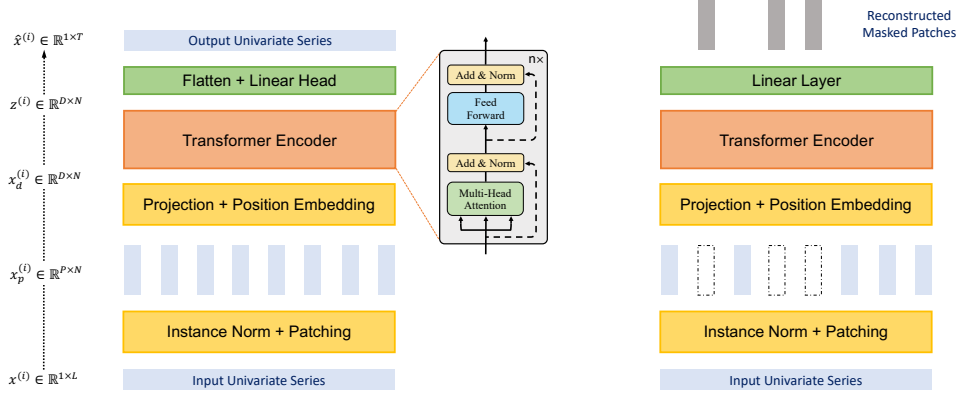 x̂^(i) ∈ ℝ^{1×T}
z^(i) ∈ ℝ^{D×N}
x_d^(i) ∈ ℝ^{D×N}
x_p^(i) ∈ ℝ^{P×N}
x^(i) ∈ ℝ^{1×L}
Output Univariate Series
Flatten + Linear Head
Transformer Encoder
Projection + Position Embedding
Instance Norm + Patching
Input Univariate Series
n×
Add & Norm
Feed
Forward
Add & Norm
Multi-Head
Attention
Reconstructed
Masked Patches
Linear Layer
Transformer Encoder
Projection + Position Embedding
Instance Norm + Patching
Input Univariate Series